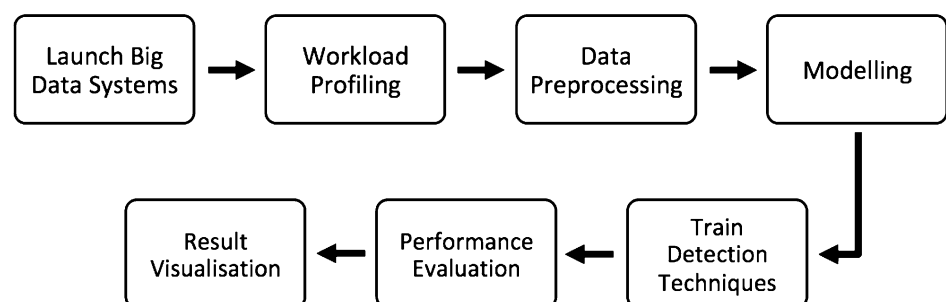 Launch Big
Data Systems
Workload
Profiling
Data
Preprocessing
Modelling
Train
Detection
Techniques
Performance
Evaluation
Result
Visualisation